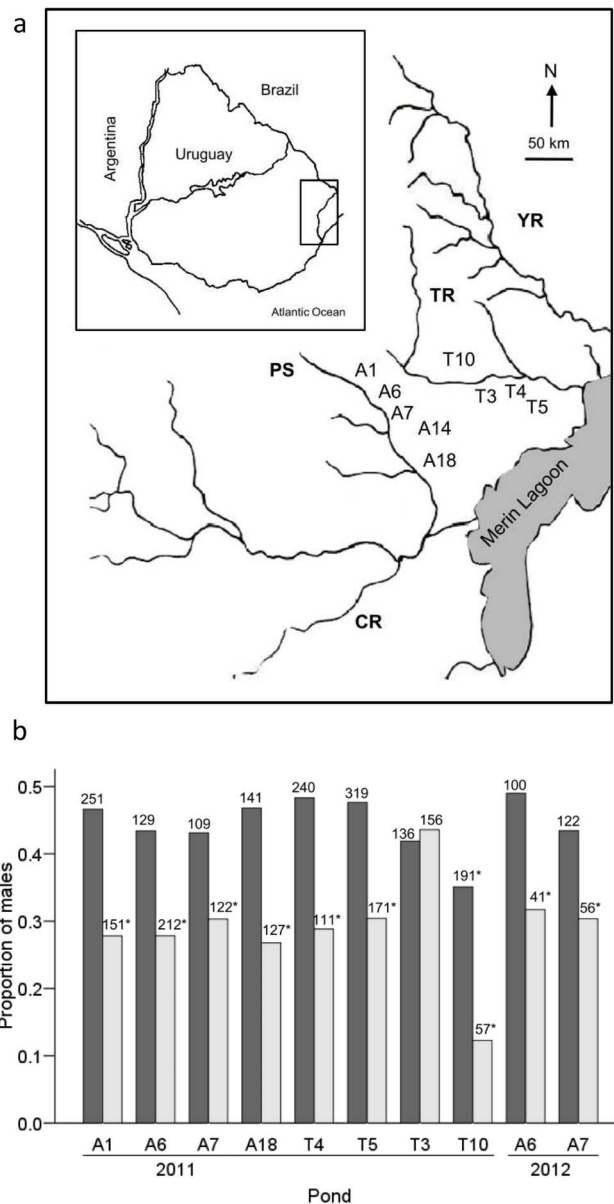 a
Brazil
Argentina
Uruguay
Atlantic Ocean
N
50 km
YR
TR
PS
A1
T10
A6
T3 T4
A7
T5
A14
A18
Merin Lagoon
CR
b
Proportion of males
0.5
0.4
0.3
0.2
0.1
0.0
251 151*
129 212*
109 122*
141 127*
240 111*
319 171*
136 156
191* 57*
100 41*
122 56*
A1 A6 A7 A18 T4 T5 T3 T10 A6 A7
2011 2012
Pond